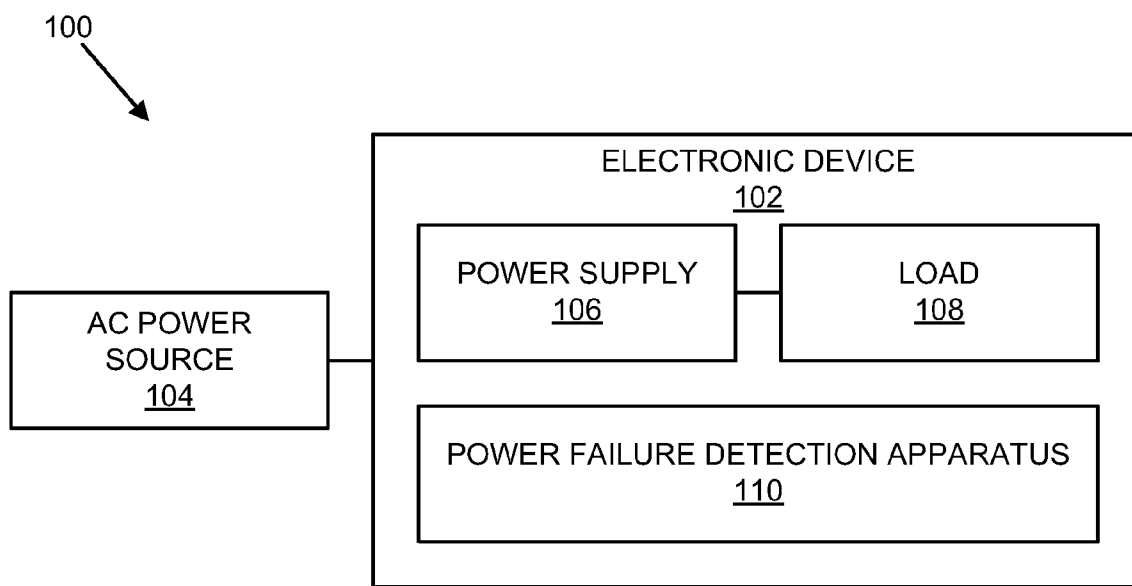 100
ELECTRONIC DEVICE
102
POWER SUPPLY
106
LOAD
108
AC POWER
SOURCE
104
POWER FAILURE DETECTION APPARATUS
110